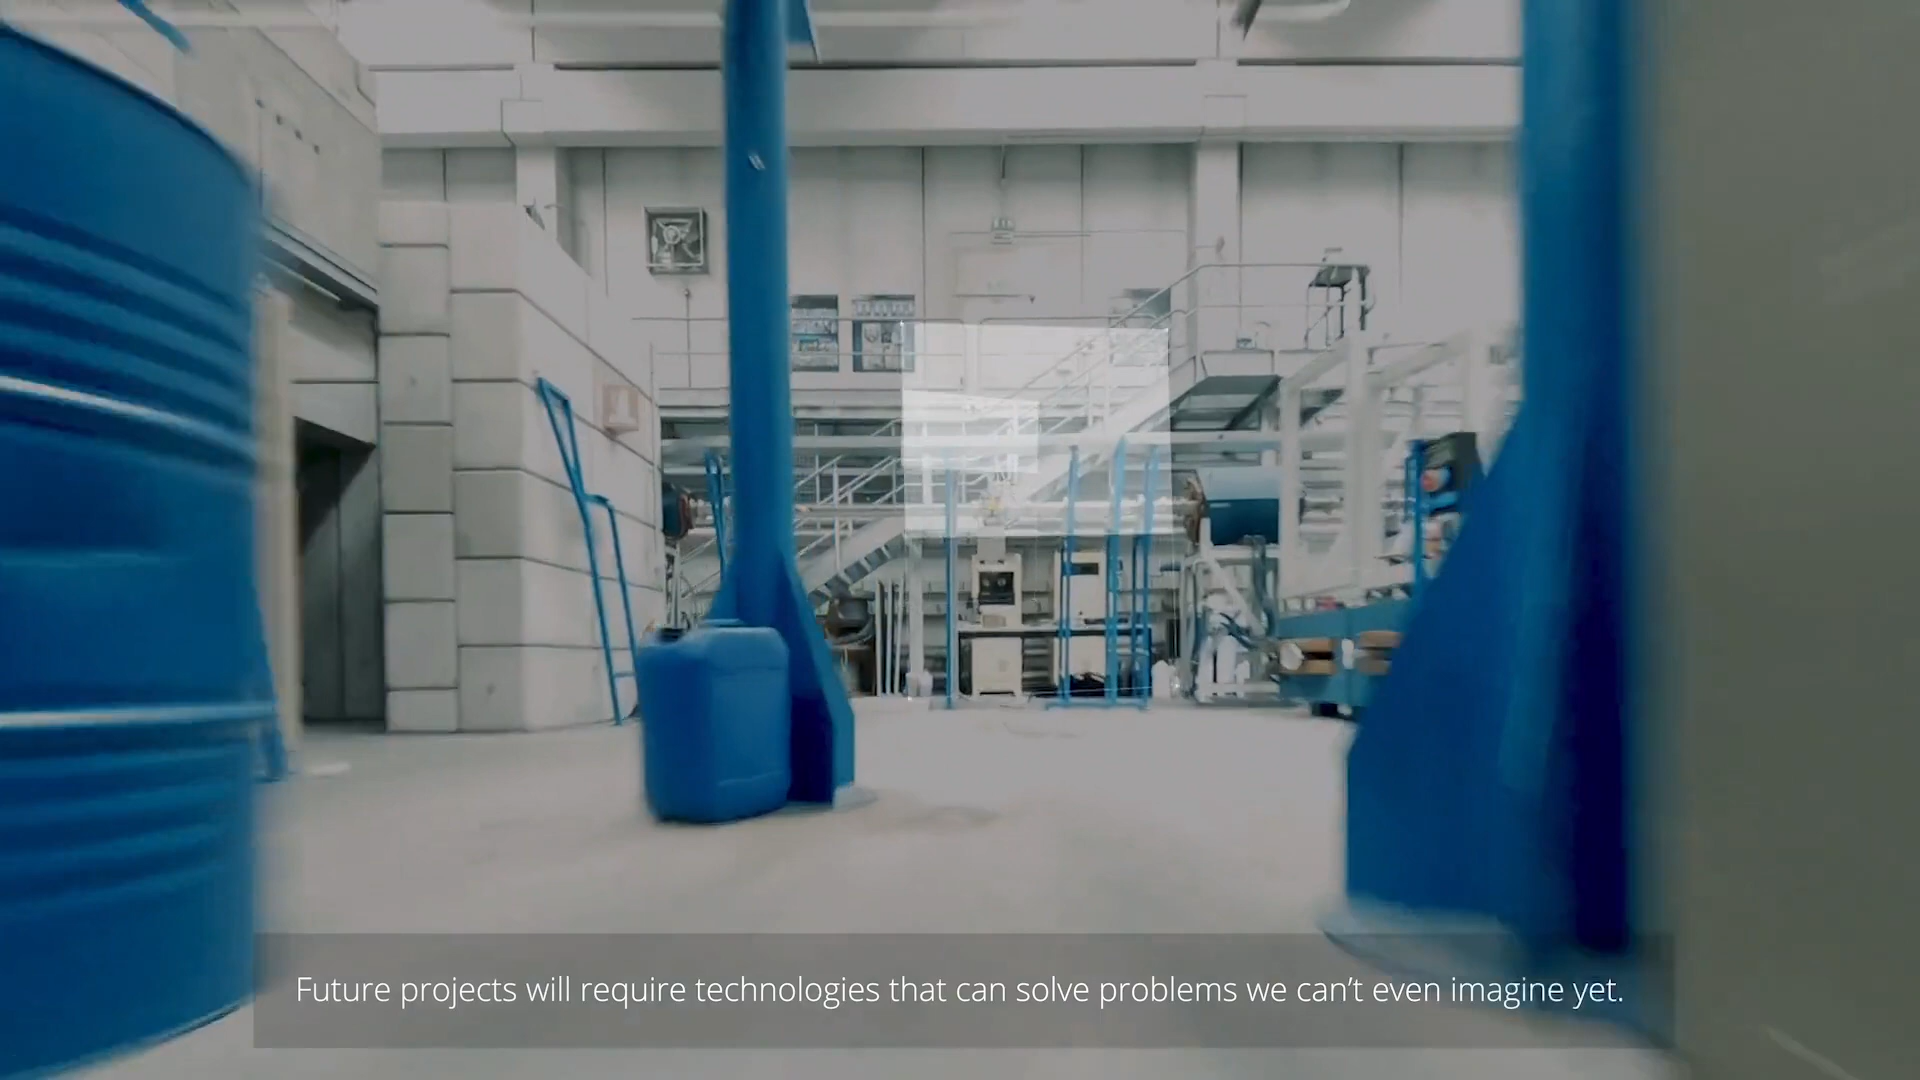 Future projects will require technologies that can solve problems we can’t even imagine yet.